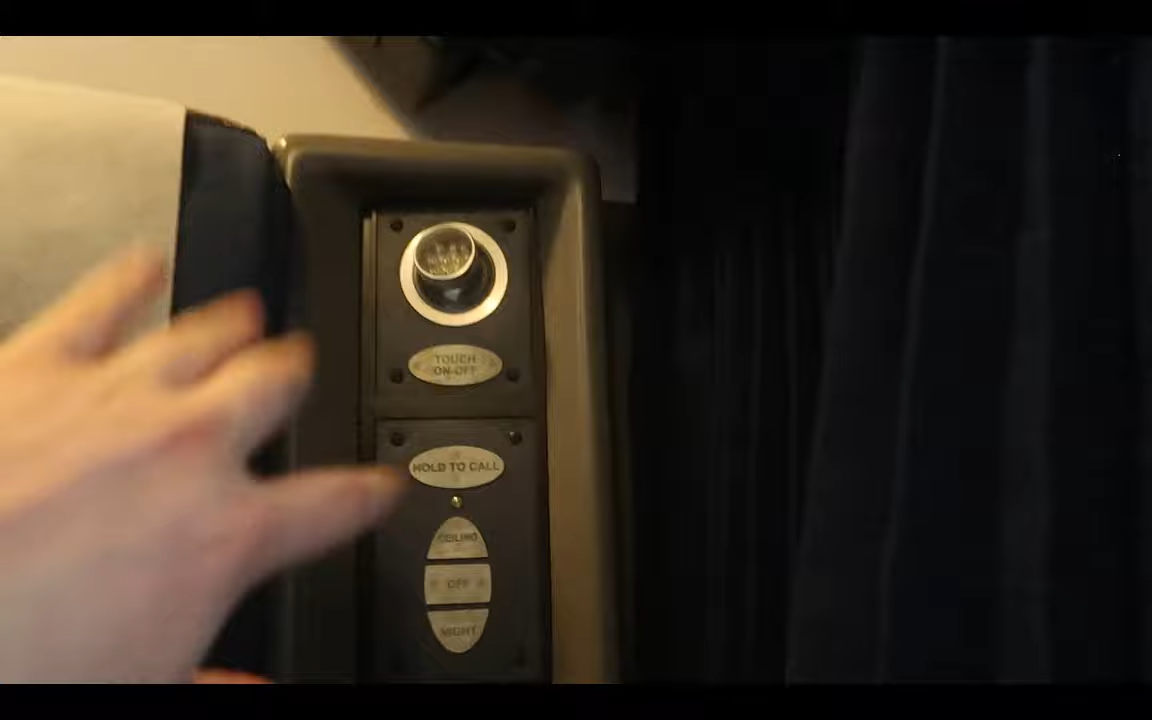 TOUCH
ON-OFF
HOLD TO CALL
CEILING
OFF
NIGHT